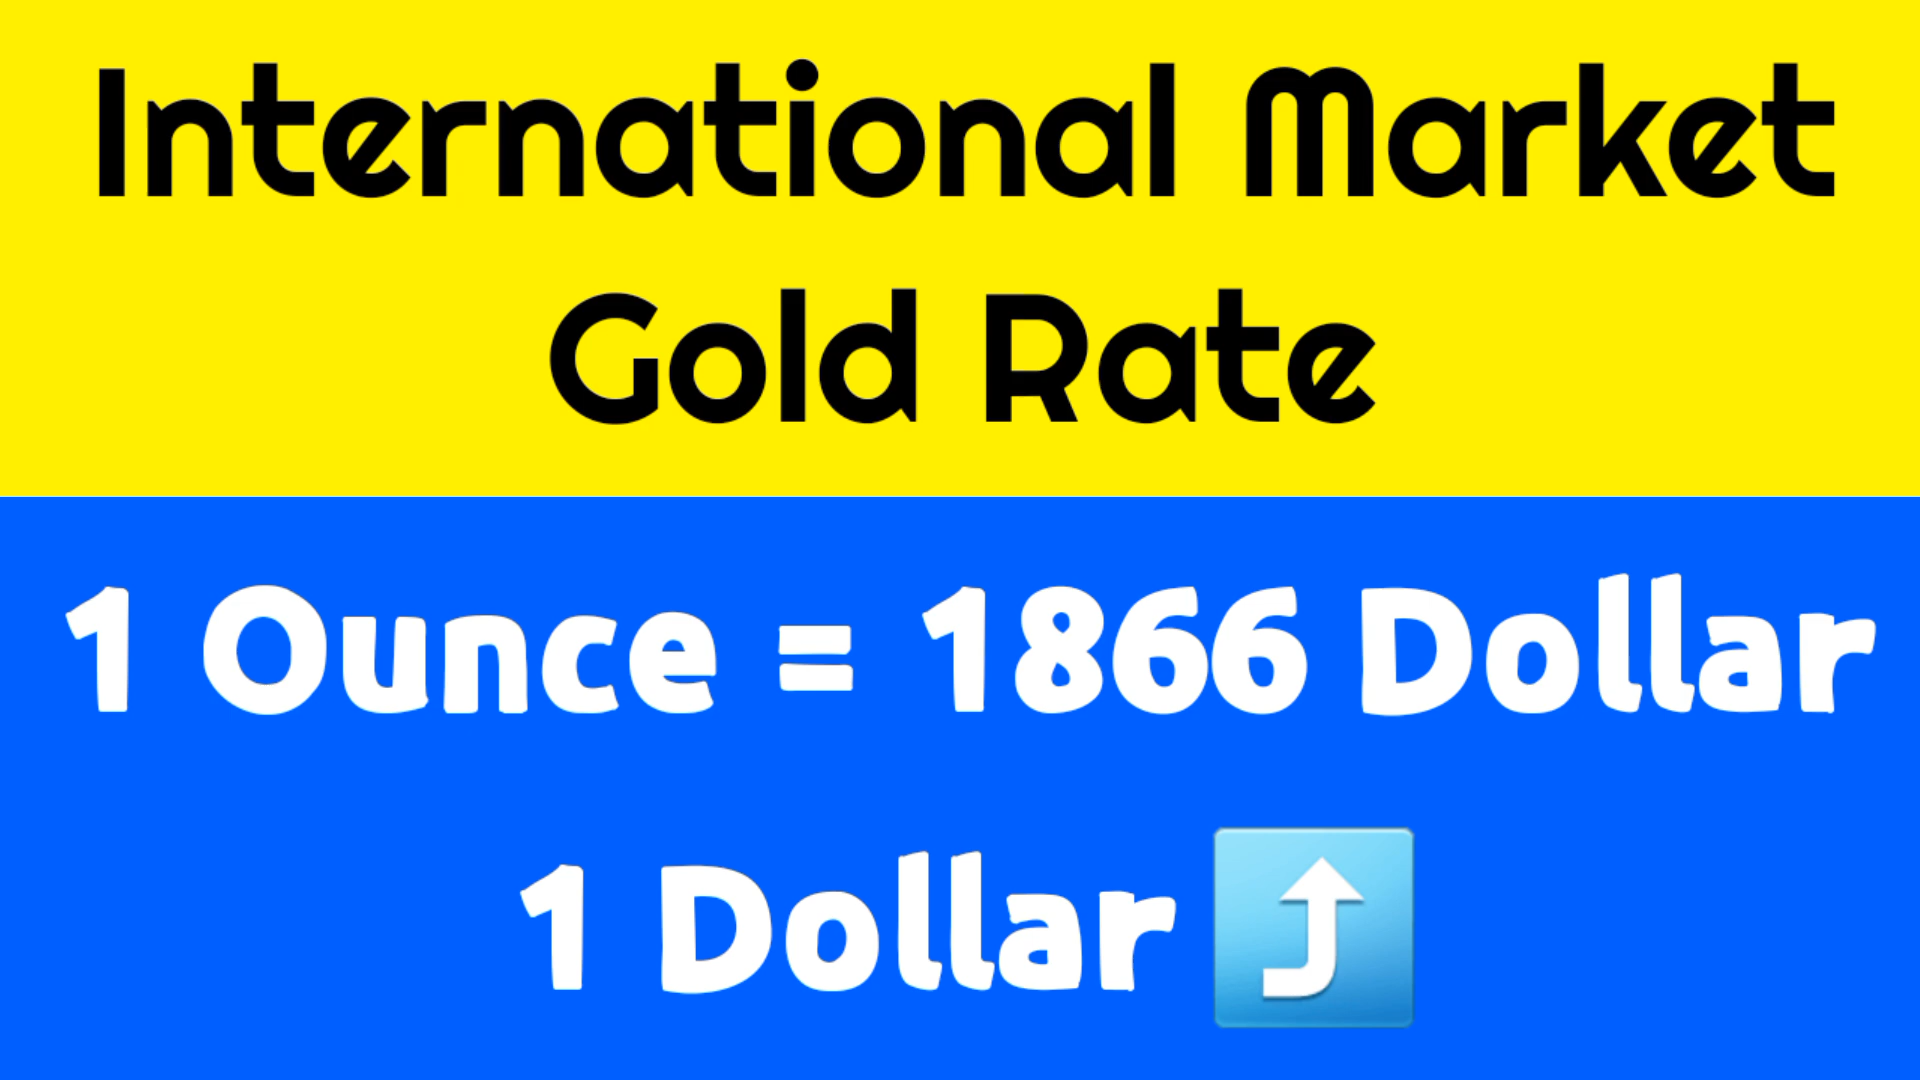 International Market
Gold Rate
1 Ounce = 1866 Dollar
1 Dollar ⤴